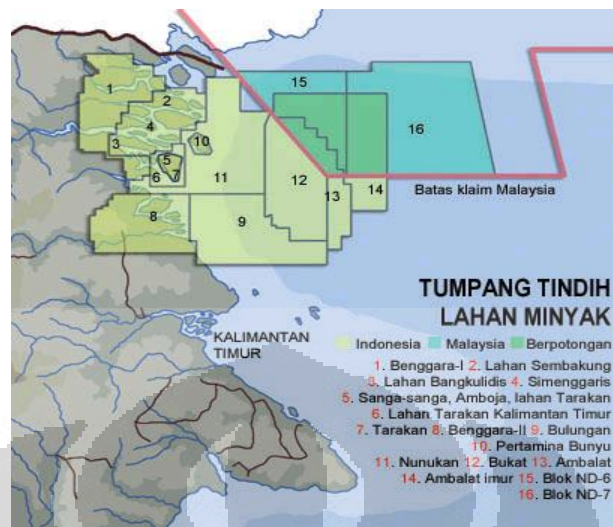 15
1
2
16
4
3
10
5
6
7
11
12
14
13
Batas klaim Malaysia
8
9
TUMPANG TINDIH
LAHAN MINYAK
KALIMANTAN
TIMUR
Indonesia Malaysia Berpotongan
1. Benggara-I 2. Lahan Sembakung
3. Lahan Bangkulidis 4. Simenggaris
5. Sanga-sanga, Amboja, lahan Tarakan
6. Lahan Tarakan Kalimantan Timur
7. Tarakan 8. Benggara-II 9. Bulungan
10. Pertamina Bunyu
11. Nunukan 12. Bukat 13. Ambalat
14. Ambalat imur 15. Blok ND-6
16. Blok ND-7